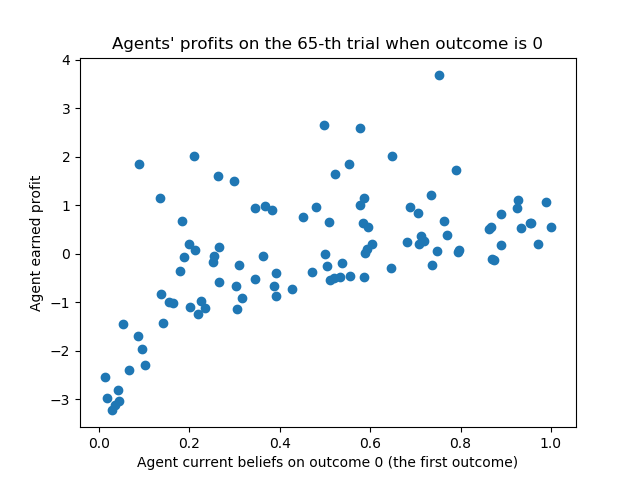 Agents' profits on the 65-th trial when outcome is 0
Agent earned profit
4
3
2
1
0
−1
−2
−3
0.0 0.2 0.4 0.6 0.8 1.0
Agent current beliefs on outcome 0 (the first outcome)